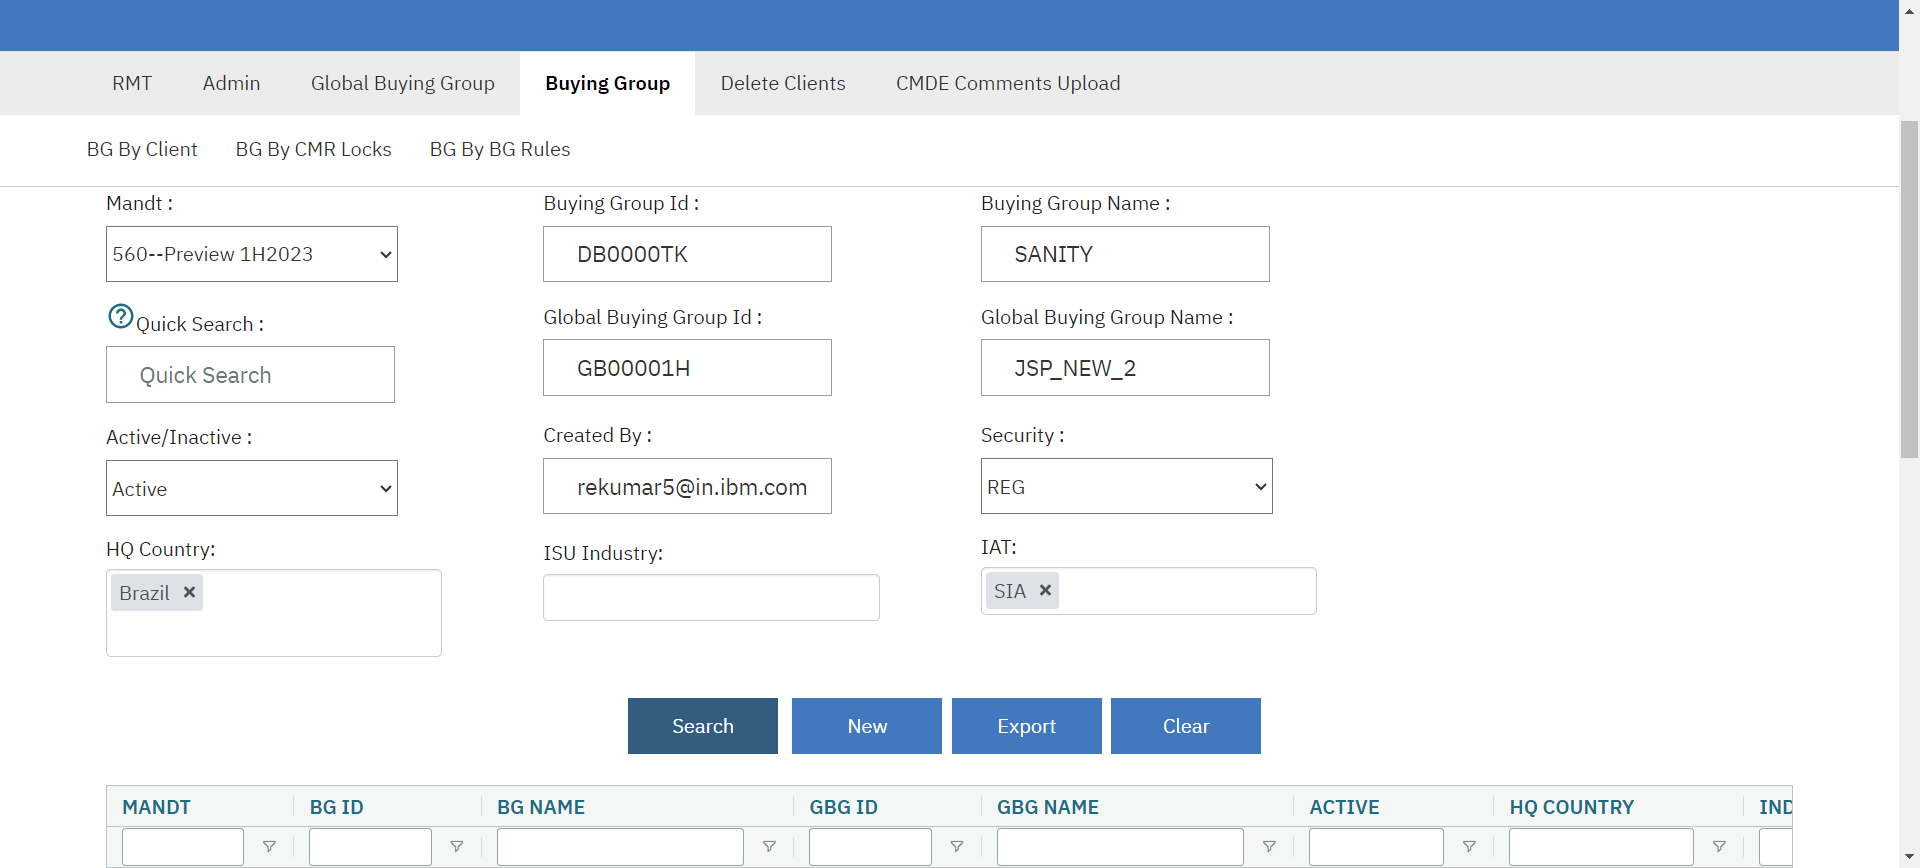 RMT Admin Global Buying Group Buying Group Delete Clients CMDE Comments Upload
BG By Client BG By CMR Locks BG By BG Rules
Mandt : Buying Group Id : Buying Group Name :
560--Preview 1H2023 DB0000TK SANITY
Quick Search : Global Buying Group Id : Global Buying Group Name :
Quick Search GB00001H JSP_NEW_2
Active/Inactive : Created By : Security :
Active rekumar5@in.ibm.com REG
HQ Country: ISU Industry: IAT:
Brazil × SIA ×
Search New Export Clear
MANDT BG ID BG NAME GBG ID GBG NAME ACTIVE HQ COUNTRY IND